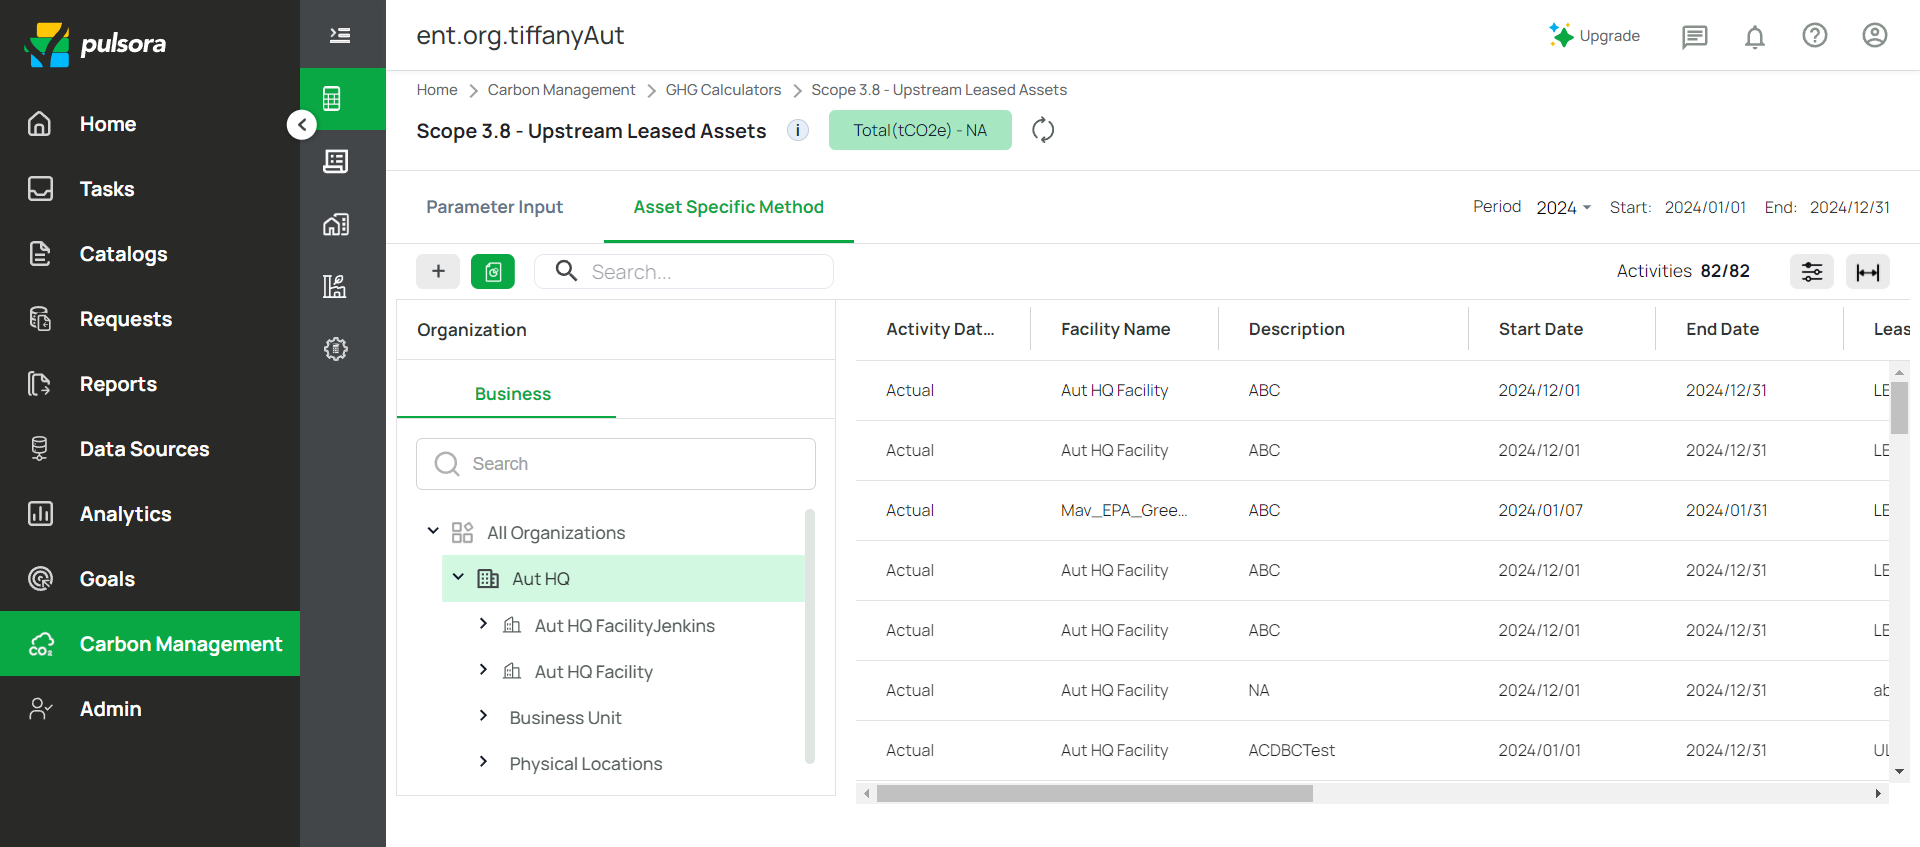 pulsora
Home
Tasks
Catalogs
Requests
Reports
Data Sources
Analytics
Goals
CO₂ Carbon Management
Admin
ent.org.tiffanyAut
Upgrade
Home > Carbon Management > GHG Calculators > Scope 3.8 - Upstream Leased Assets
Scope 3.8 - Upstream Leased Assets i Total(tCO2e) - NA
Parameter Input Asset Specific Method
Period 2024 Start: 2024/01/01 End: 2024/12/31
+ Search...
Activities 82/82
Organization
Business
Search
All Organizations
Aut HQ
Aut HQ FacilityJenkins
Aut HQ Facility
Business Unit
Physical Locations
Activity Dat... Facility Name Description Start Date End Date Leas
Actual Aut HQ Facility ABC 2024/12/01 2024/12/31 LE
Actual Aut HQ Facility ABC 2024/12/01 2024/12/31 LE
Actual Mav_EPA_Gree... ABC 2024/01/07 2024/01/31 LE
Actual Aut HQ Facility ABC 2024/12/01 2024/12/31 LE
Actual Aut HQ Facility ABC 2024/12/01 2024/12/31 LE
Actual Aut HQ Facility NA 2024/12/01 2024/12/31 ab
Actual Aut HQ Facility ACDBCTest 2024/01/01 2024/12/31 UL